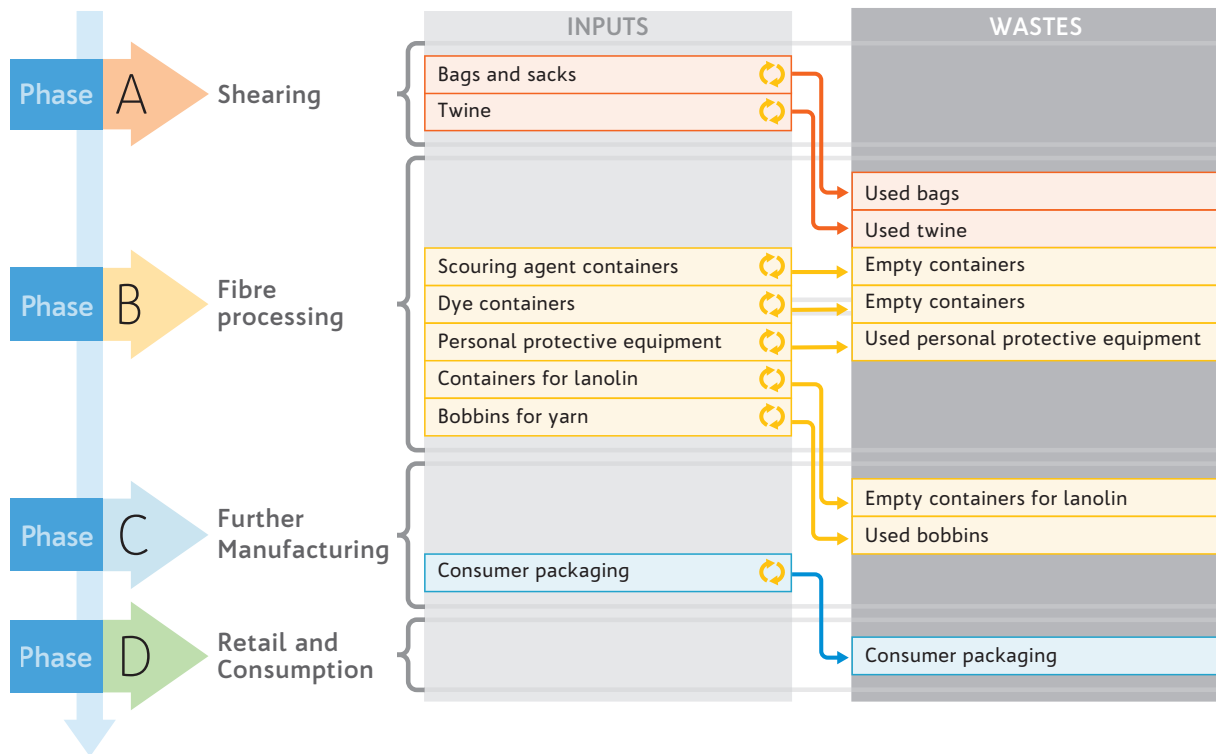 INPUTS
WASTES
Phase A
Shearing
Bags and sacks
Twine
Used bags
Used twine
Phase B
Fibre
processing
Scouring agent containers
Dye containers
Personal protective equipment
Containers for lanolin
Bobbins for yarn
Empty containers
Empty containers
Used personal protective equipment
Phase C
Further
Manufacturing
Consumer packaging
Empty containers for lanolin
Used bobbins
Phase D
Retail and
Consumption
Consumer packaging